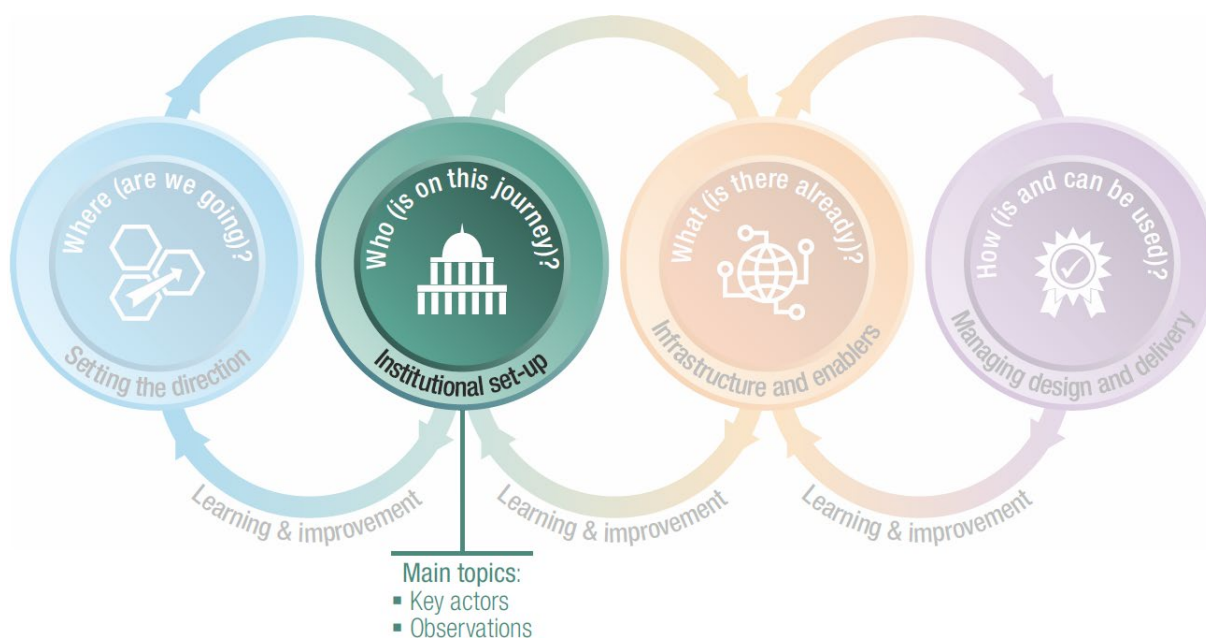 Where (are we going)?
Setting the direction
Who (is on this journey)?
Institutional set-up
What (is there already)?
Infrastructure and enablers
How (is and can be used)?
Managing design and delivery
Learning & improvement
Learning & improvement
Learning & improvement
Main topics:
▪ Key actors
▪ Observations